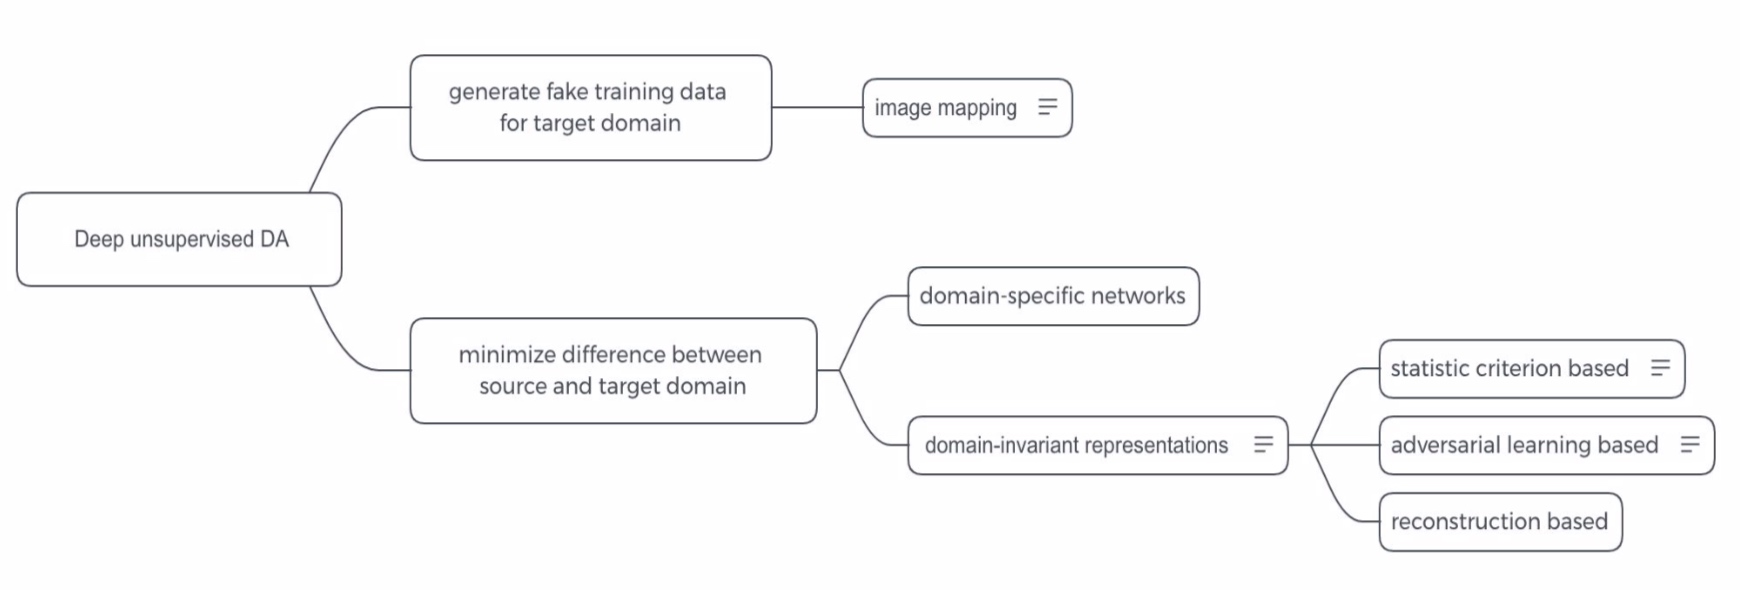 generate fake training data
for target domain
image mapping
Deep unsupervised DA
domain-specific networks
minimize difference between
source and target domain
statistic criterion based
domain-invariant representations
adversarial learning based
reconstruction based